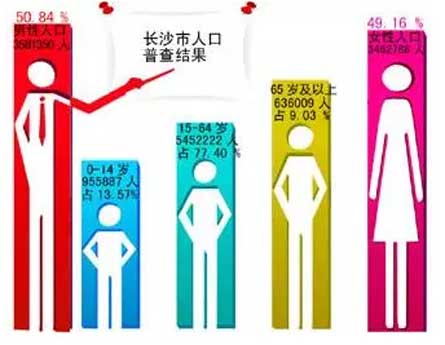 50.84 %
男性人口
3581350 人
长沙市人口
普查结果
0-14 岁
955887 人
占 13.57%
15-64 岁
5452222 人
占 77.40 %
65 岁及以上
636009 人
占 9.03 %
49.16 %
女性人口
3462768 人